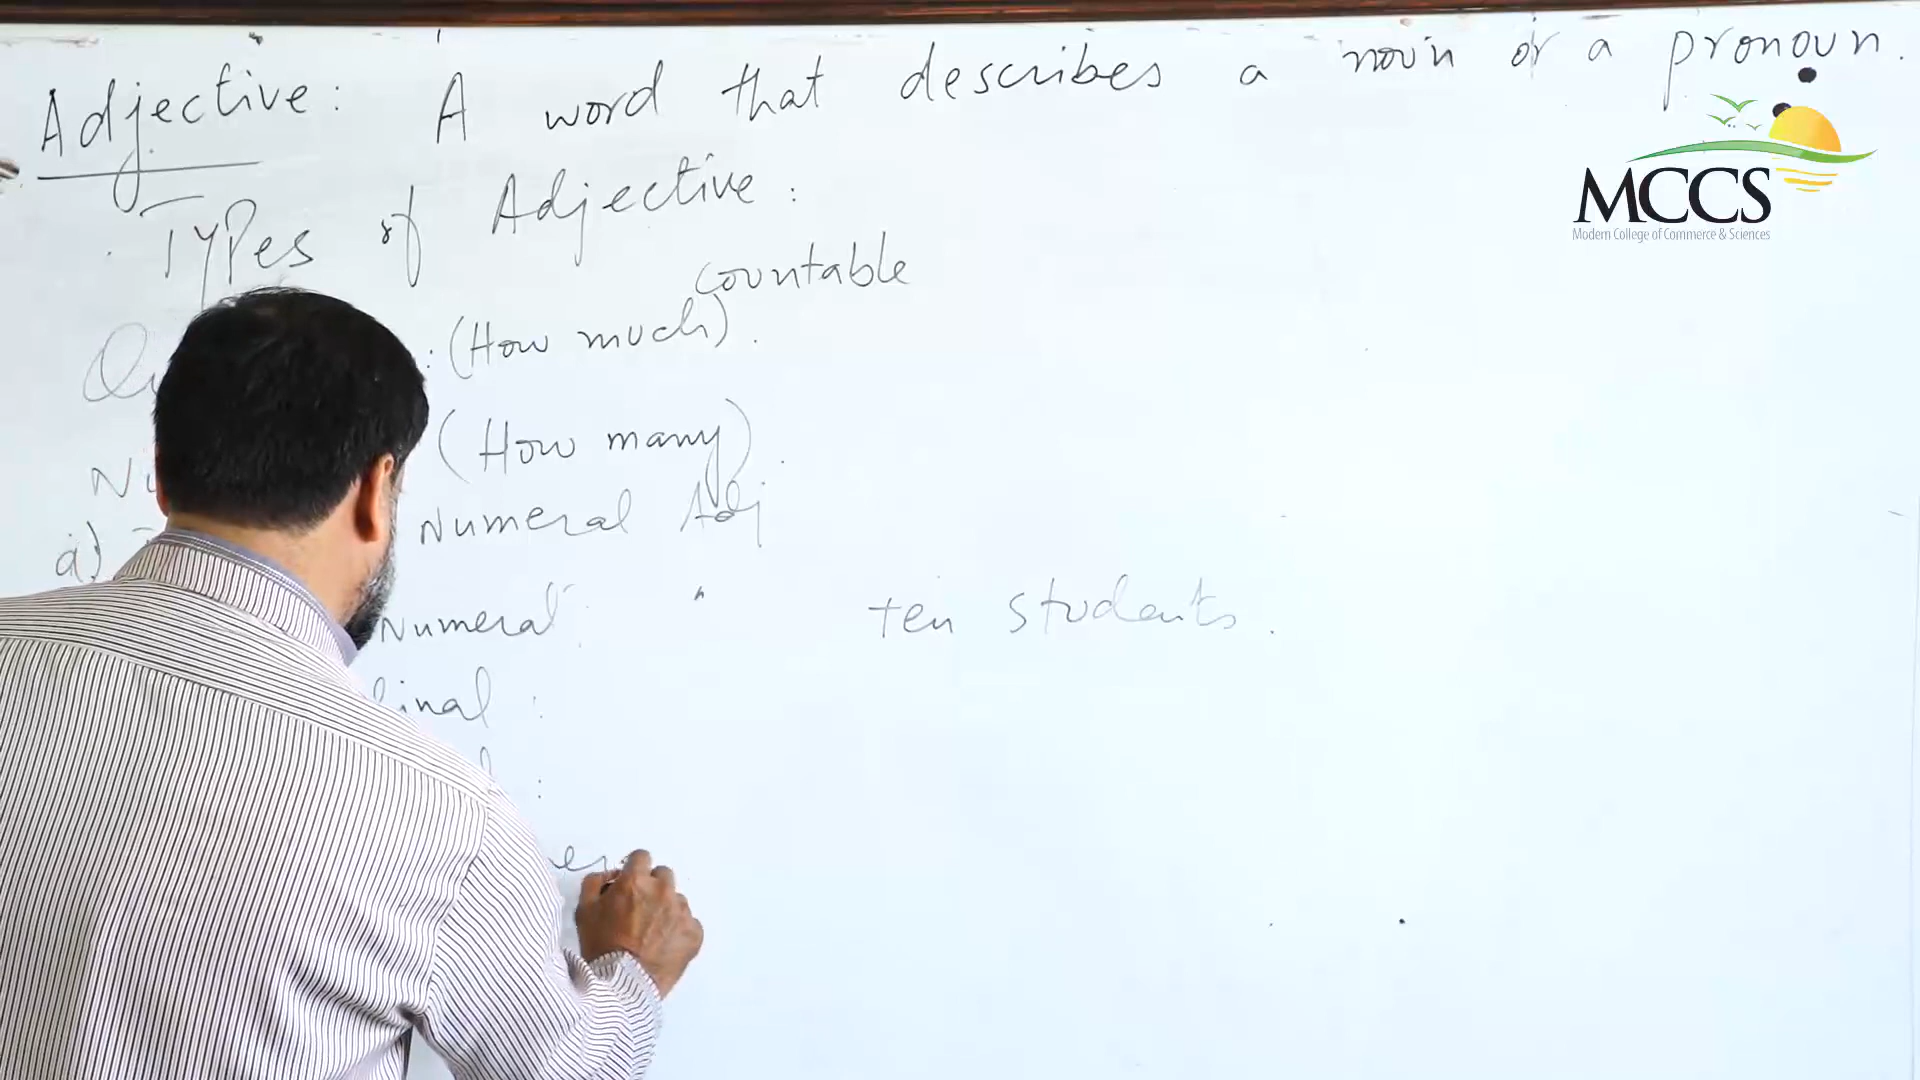 Adjective: A word that describes a noun or a pronoun.
Types of Adjective:
countable
: (How much).
(How many).
a) Numeral Adj
Numeral " ten students.
:
:
MCCS
Modern College of Commerce & Sciences